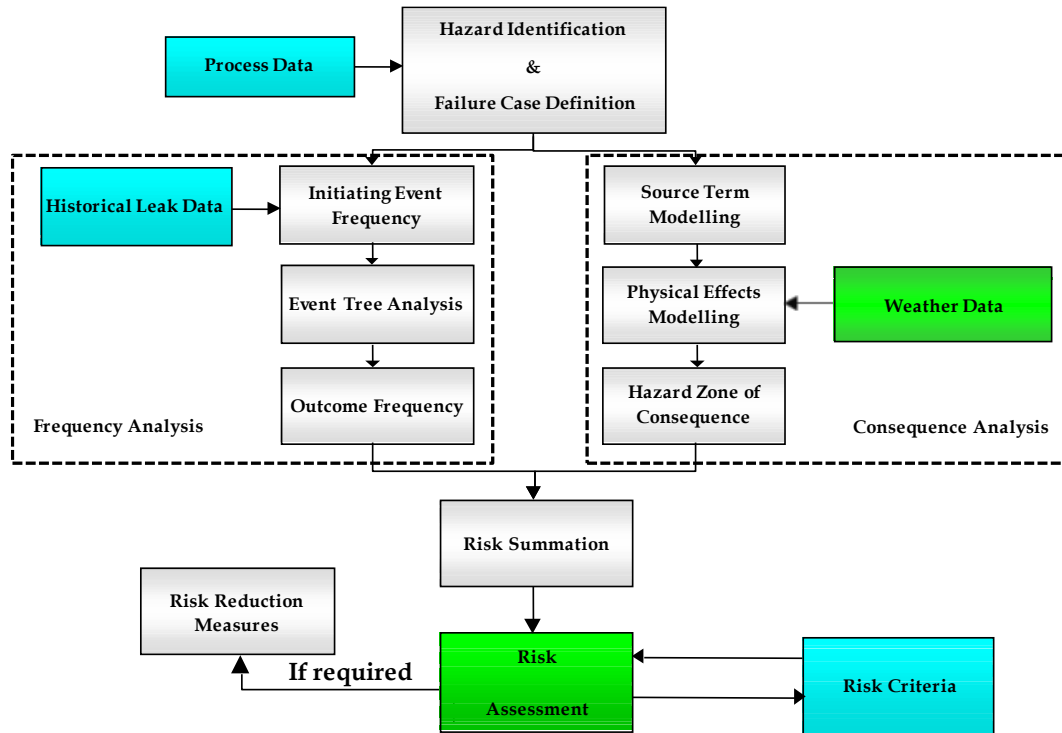 Hazard Identification
&
Failure Case Definition
Process Data
Historical Leak Data
Initiating Event
Frequency
Event Tree Analysis
Outcome Frequency
Frequency Analysis
Source Term
Modelling
Physical Effects
Modelling
Weather Data
Hazard Zone of
Consequence
Consequence Analysis
Risk Summation
Risk Reduction
Measures
If required
Risk
Assessment
Risk Criteria